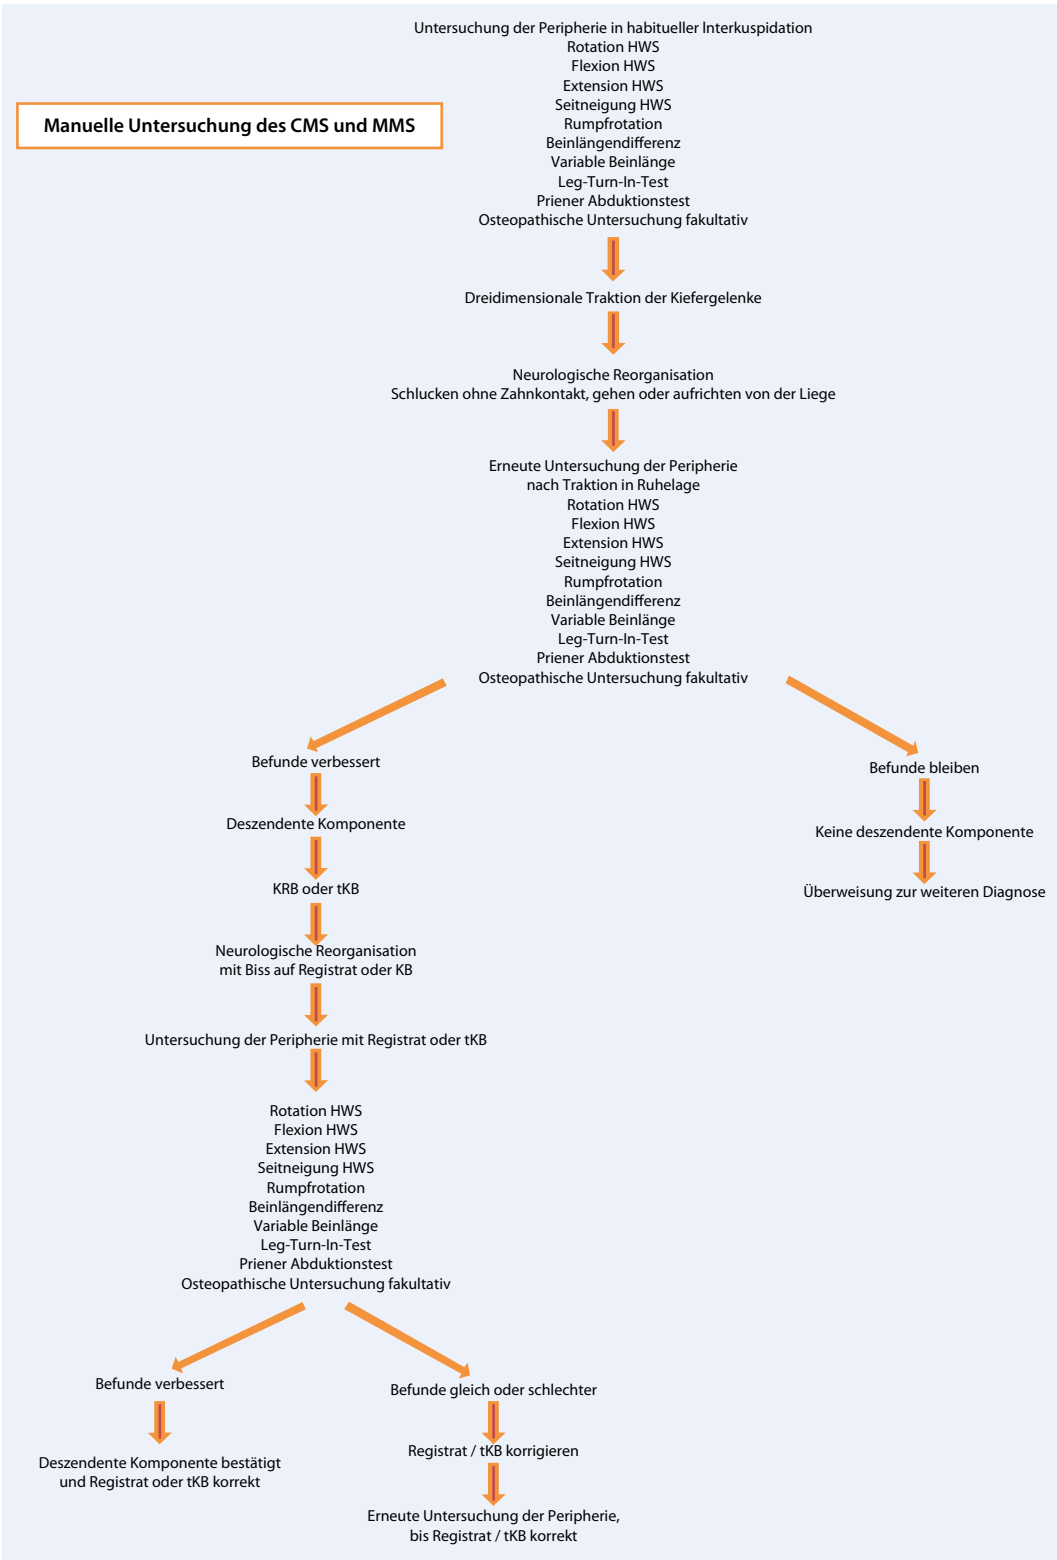 Manuelle Untersuchung des CMS und MMS
Untersuchung der Peripherie in habitueller Interkuspidation
Rotation HWS
Flexion HWS
Extension HWS
Seitneigung HWS
Rumpfrotation
Beinlängendifferenz
Variable Beinlänge
Leg-Turn-In-Test
Priener Abduktionstest
Osteopathische Untersuchung fakultativ
Dreidimensionale Traktion der Kiefergelenke
Neurologische Reorganisation
Schlucken ohne Zahnkontakt, gehen oder aufrichten von der Liege
Erneute Untersuchung der Peripherie
nach Traktion in Ruhelage
Rotation HWS
Flexion HWS
Extension HWS
Seitneigung HWS
Rumpfrotation
Beinlängendifferenz
Variable Beinlänge
Leg-Turn-In-Test
Priener Abduktionstest
Osteopathische Untersuchung fakultativ
Befunde verbessert
Deszendente Komponente
KRB oder tKB
Neurologische Reorganisation
mit Biss auf Registrat oder KB
Untersuchung der Peripherie mit Registrat oder tKB
Rotation HWS
Flexion HWS
Extension HWS
Seitneigung HWS
Rumpfrotation
Beinlängendifferenz
Variable Beinlänge
Leg-Turn-In-Test
Priener Abduktionstest
Osteopathische Untersuchung fakultativ
Befunde verbessert
Deszendente Komponente bestätigt
und Registrat oder tKB korrekt
Befunde gleich oder schlechter
Registrat / tKB korrigieren
Erneute Untersuchung der Peripherie,
bis Registrat / tKB korrekt
Befunde bleiben
Keine deszendente Komponente
Überweisung zur weiteren Diagnose